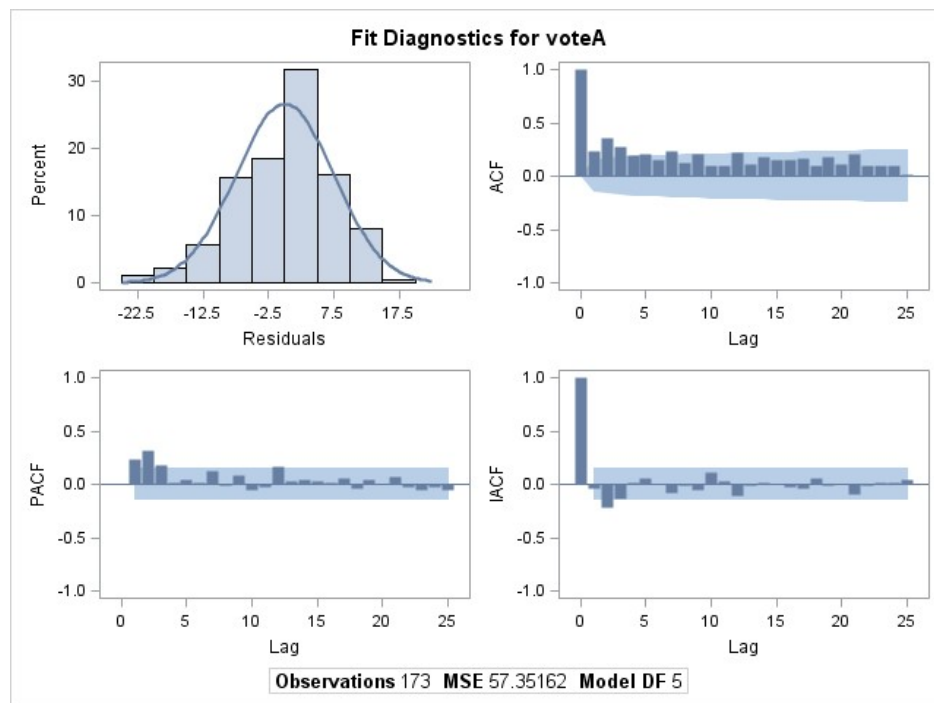 Fit Diagnostics for voteA
30
20
10
0
Percent
-22.5 -12.5 -2.5 7.5 17.5
Residuals
1.0
0.5
0.0
-0.5
-1.0
ACF
0 5 10 15 20 25
Lag
1.0
0.5
0.0
-0.5
-1.0
PACF
0 5 10 15 20 25
Lag
1.0
0.5
0.0
-0.5
-1.0
IACF
0 5 10 15 20 25
Lag
Observations 173 MSE 57.35162 Model DF 5